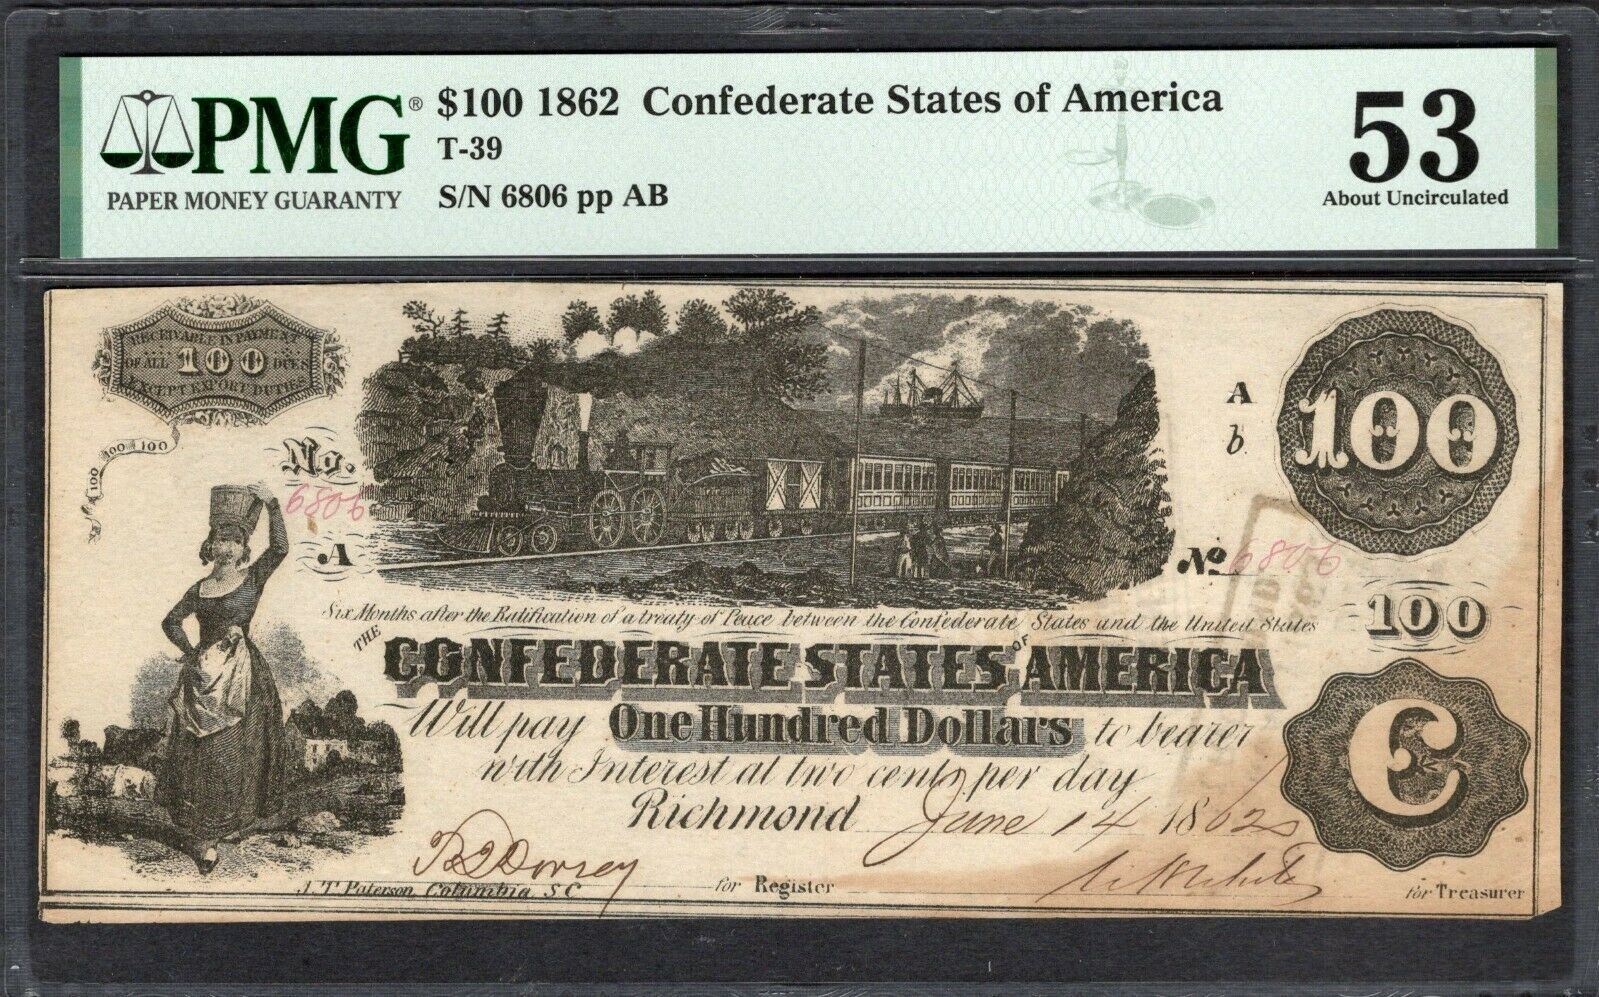 PMG®
PAPER MONEY GUARANTY
$100 1862 Confederate States of America
T-39
S/N 6806 pp AB
53
About Uncirculated
RECEIVABLE IN PAYMENT
OF ALL 100 DUES
EXCEPT EXPORT DUTIES
100 100 100
No.
6806
A
A
b
100
No 6806
Six Months after the Ratification of a treaty of Peace between the Confederate States and the United States
100
THE CONFEDERATE STATES OF AMERICA
Will pay One Hundred Dollars to bearer
with Interest at two cents per day
C
Richmond June 14 1862
Dorsey
J. T. Paterson, Columbia, S.C
for Register
for Treasurer